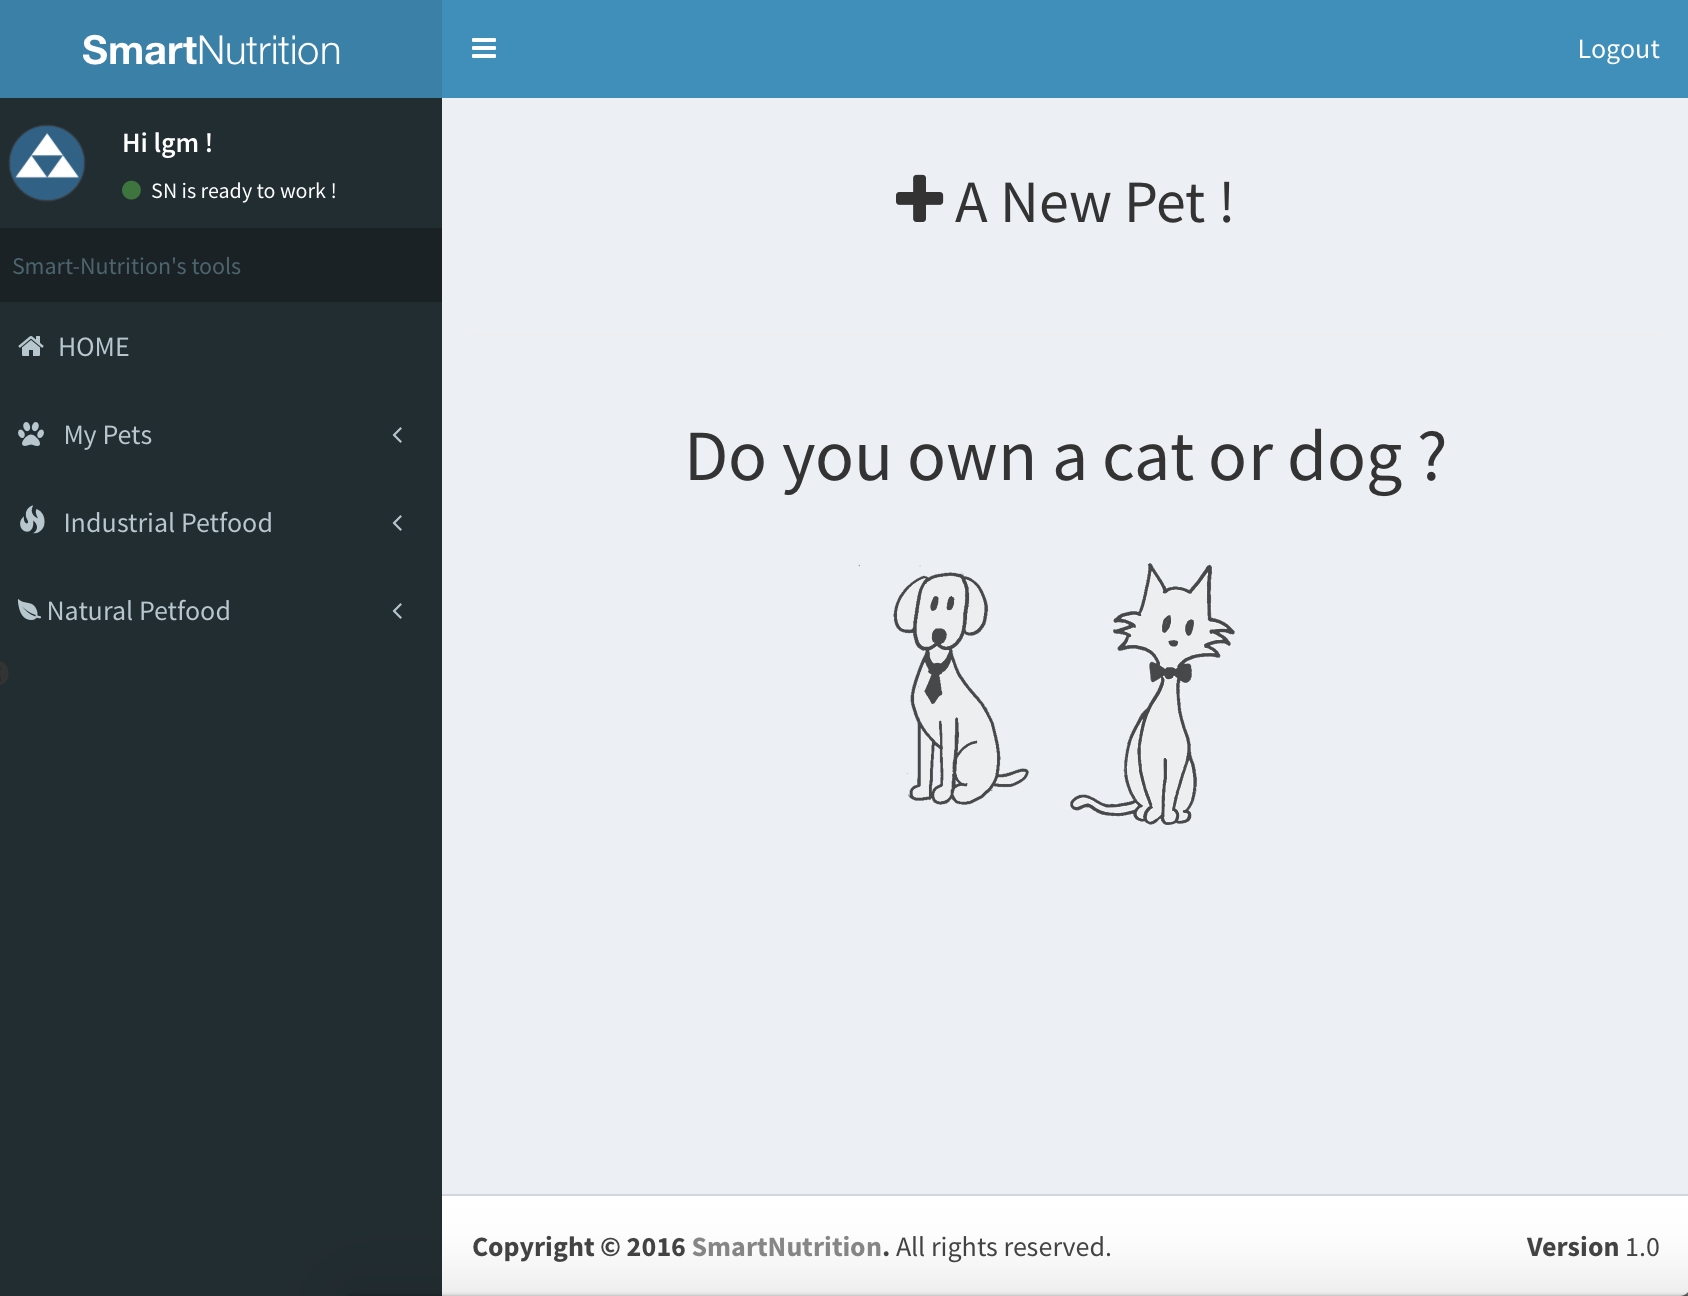 SmartNutrition
Logout
Hi lgm !
SN is ready to work !
Smart-Nutrition's tools
HOME
My Pets
Industrial Petfood
Natural Petfood
A New Pet !
Do you own a cat or dog ?
Copyright © 2016 SmartNutrition. All rights reserved.
Version 1.0